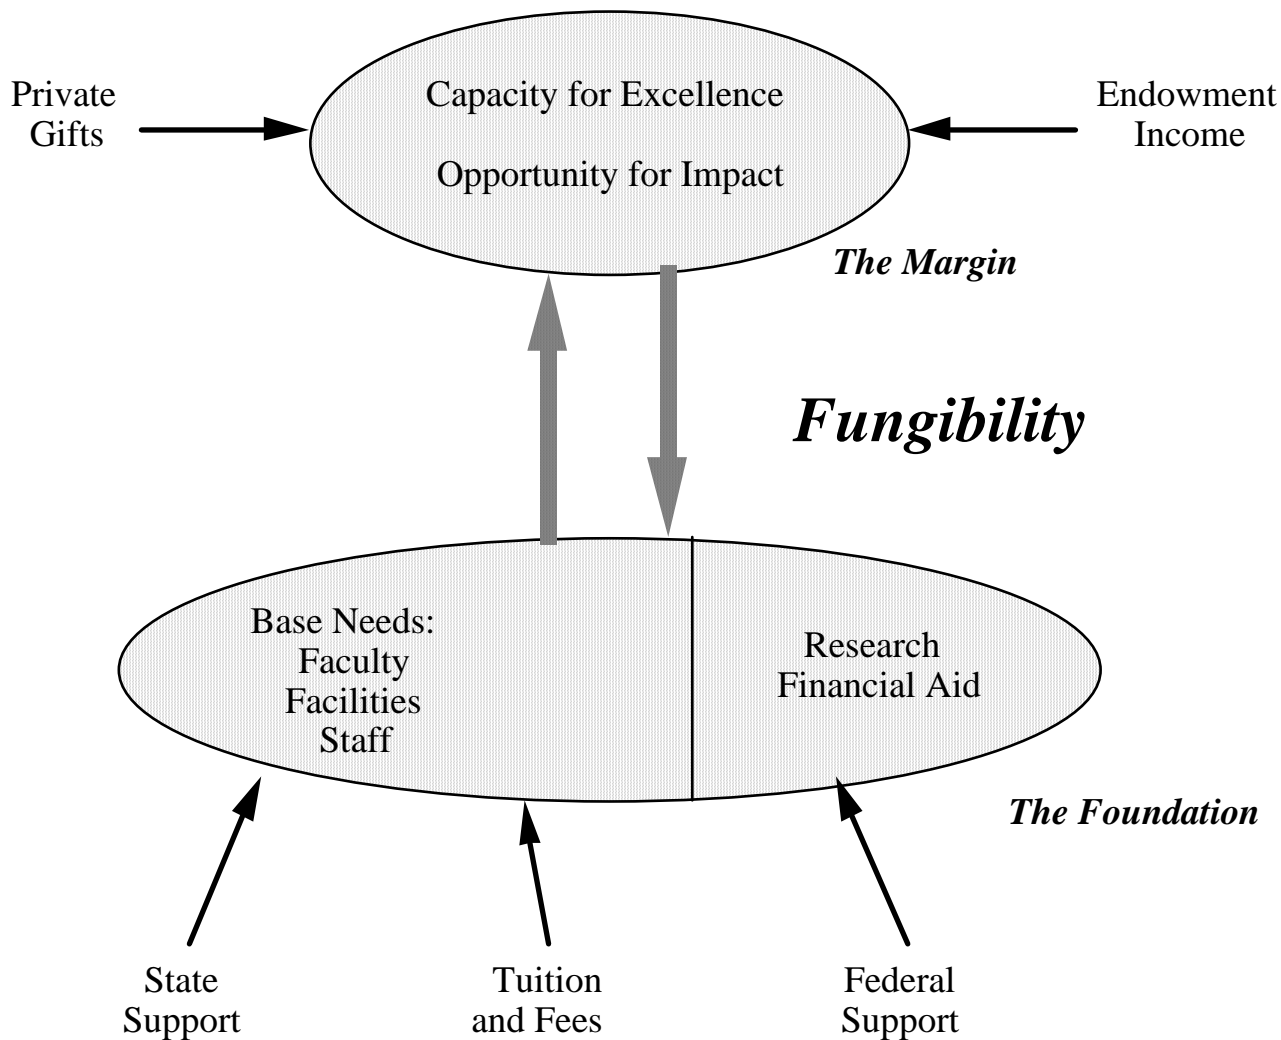 Private
Gifts
Capacity for Excellence
Opportunity for Impact
Endowment
Income
The Margin
Fungibility
Base Needs:
Faculty
Facilities
Staff
Research
Financial Aid
The Foundation
State
Support
Tuition
and Fees
Federal
Support